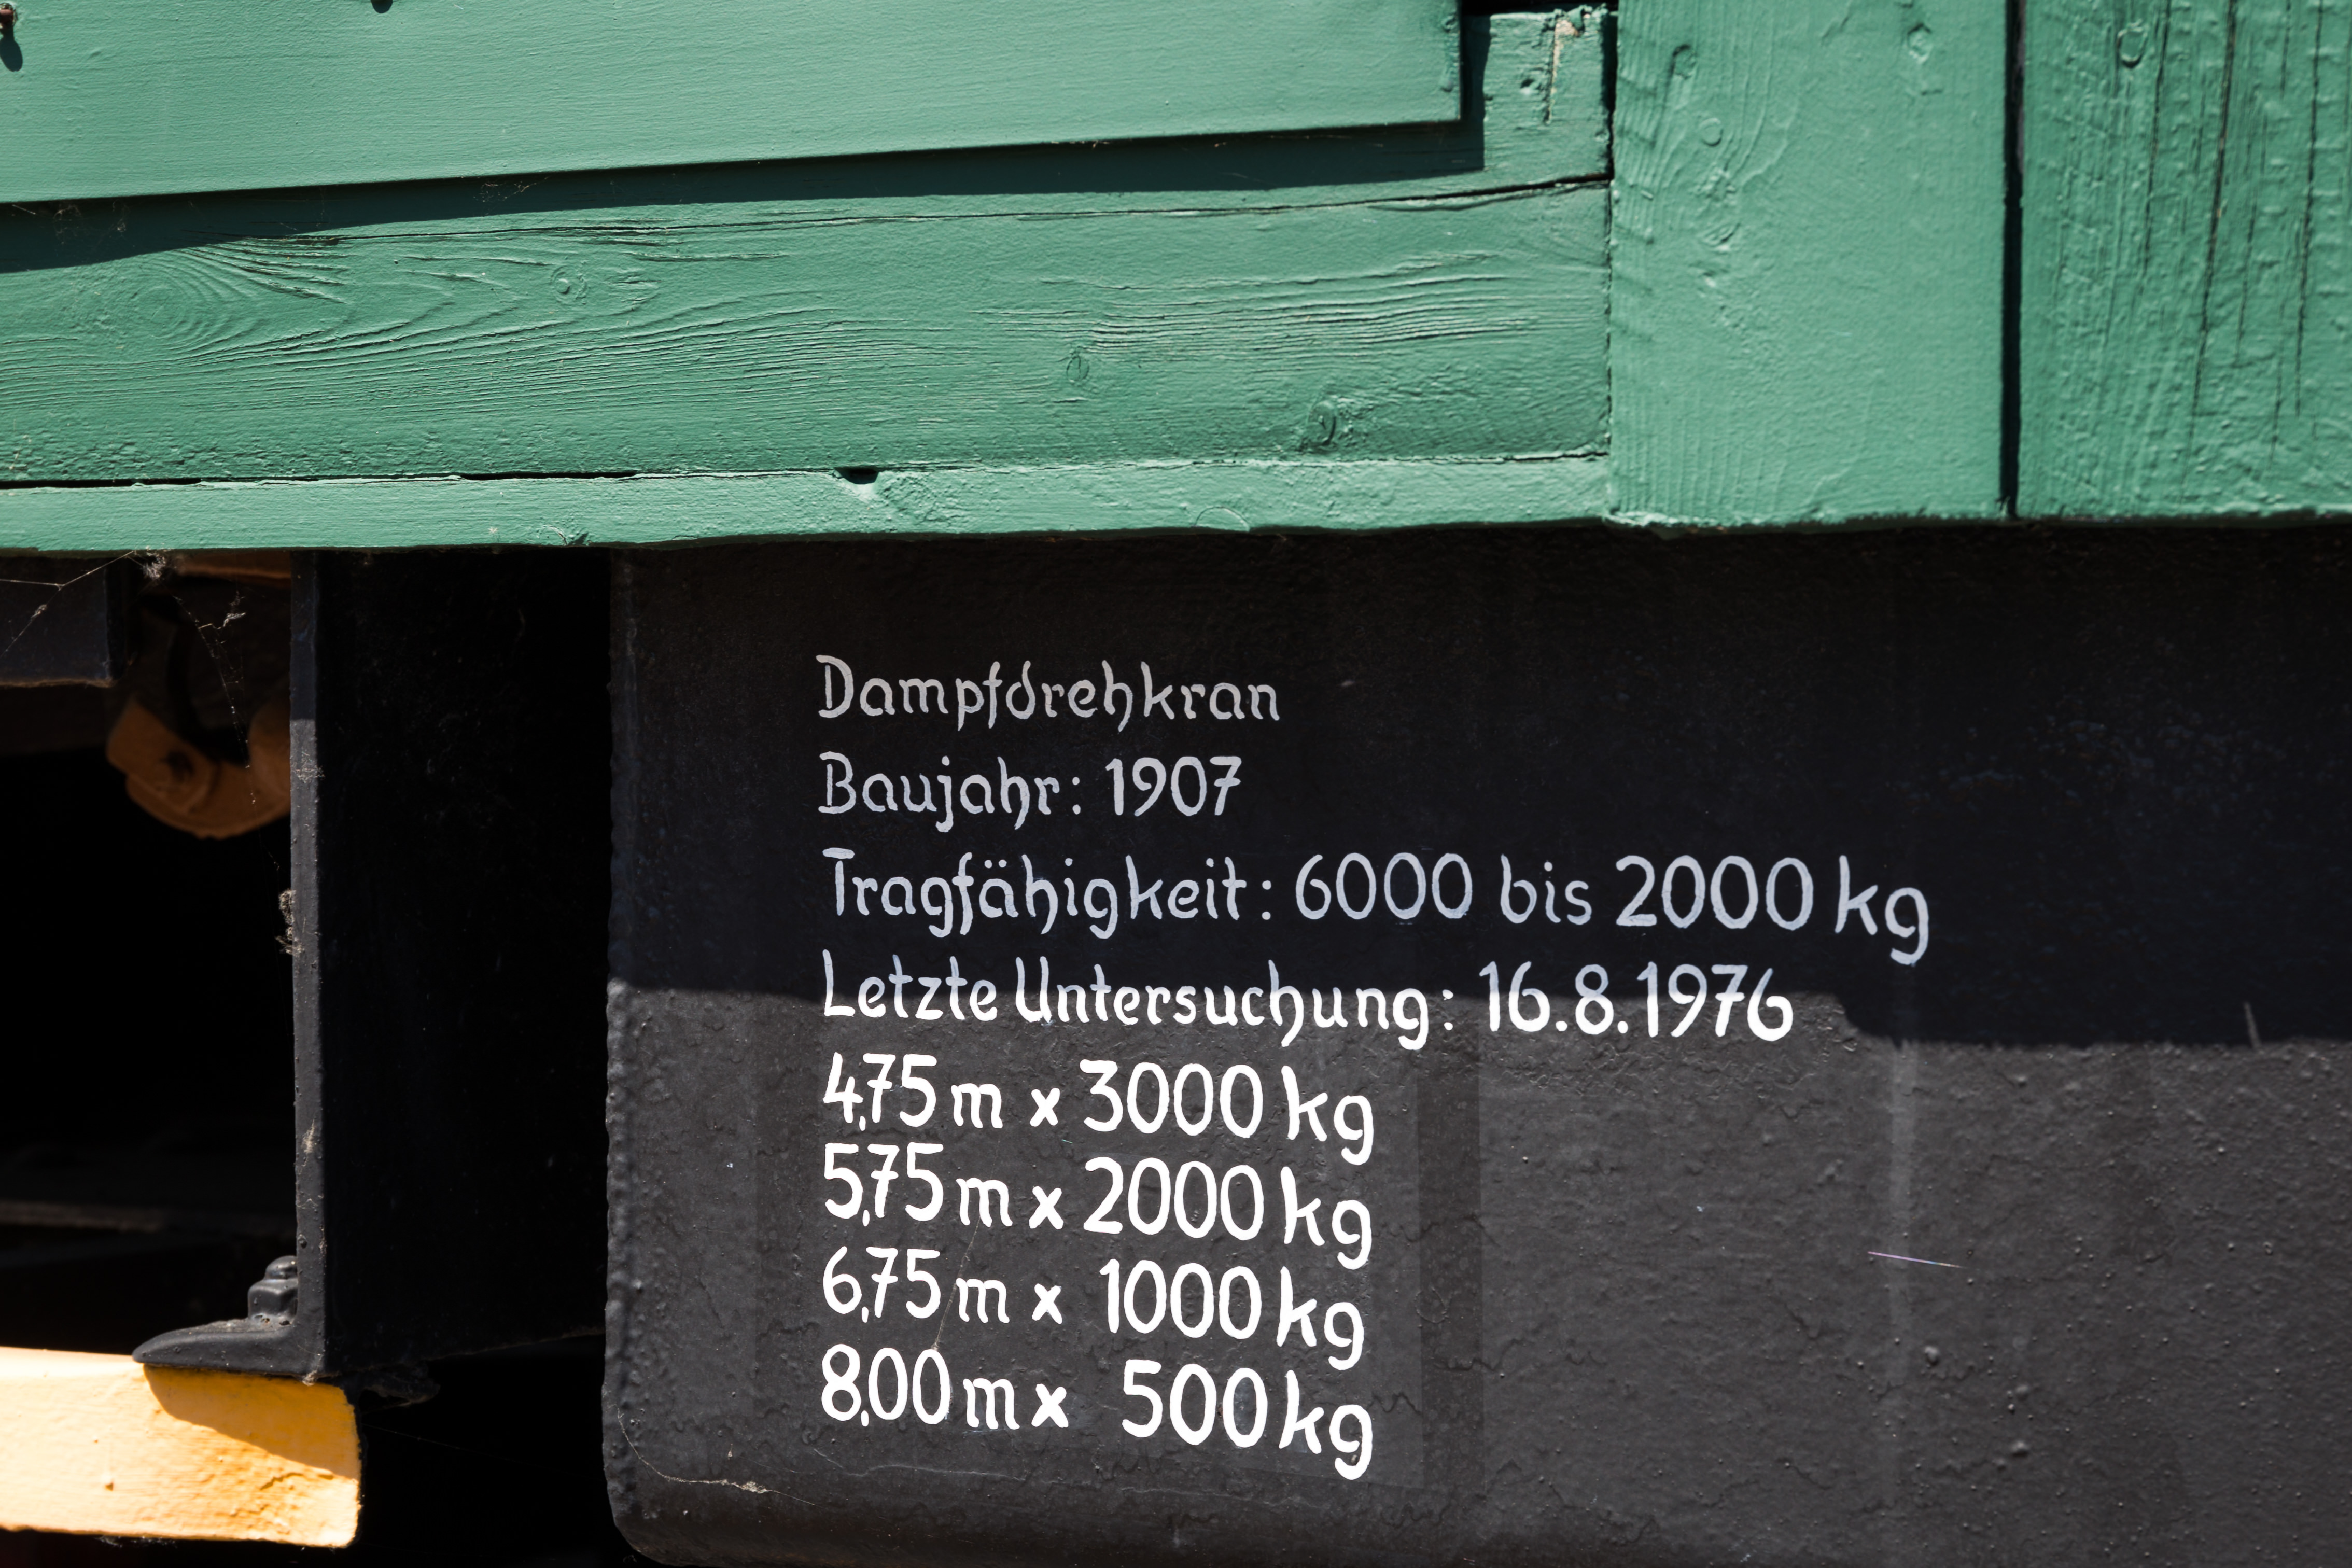 Dampfdrehkran
Baujahr: 1907
Tragfähigkeit: 6000 bis 2000 kg
Letzte Untersuchung: 16.8.1976
4,75 m x 3000 kg
5,75 m x 2000 kg
6,75 m x 1000 kg
8,00 m x 500 kg